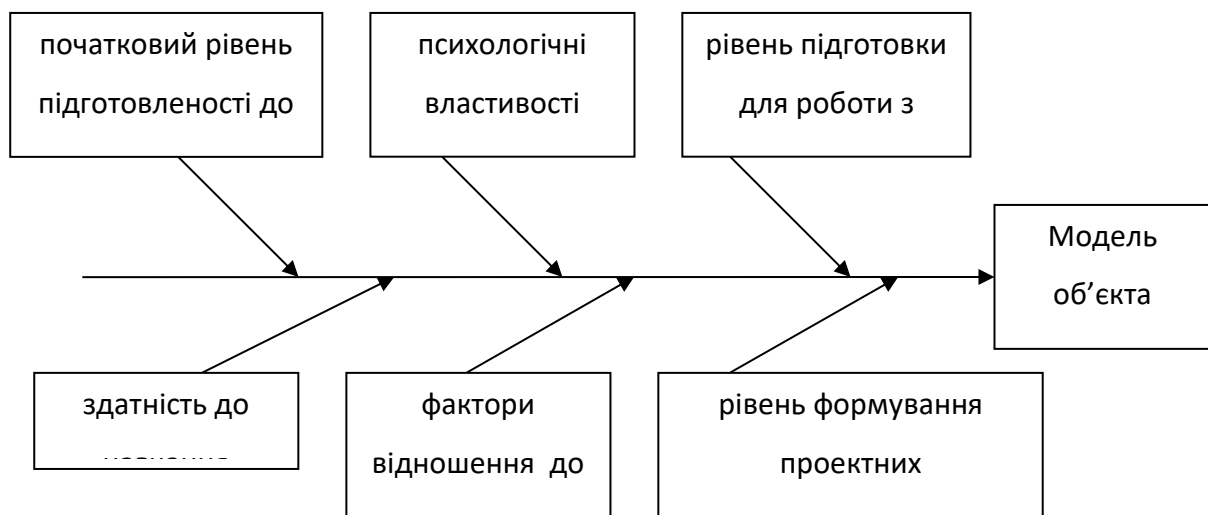 початковий рівень
підготовленості до
психологічні
властивості
рівень підготовки
для роботи з
Модель
об’єкта
здатність до
фактори
відношення до
рівень формування
проектних